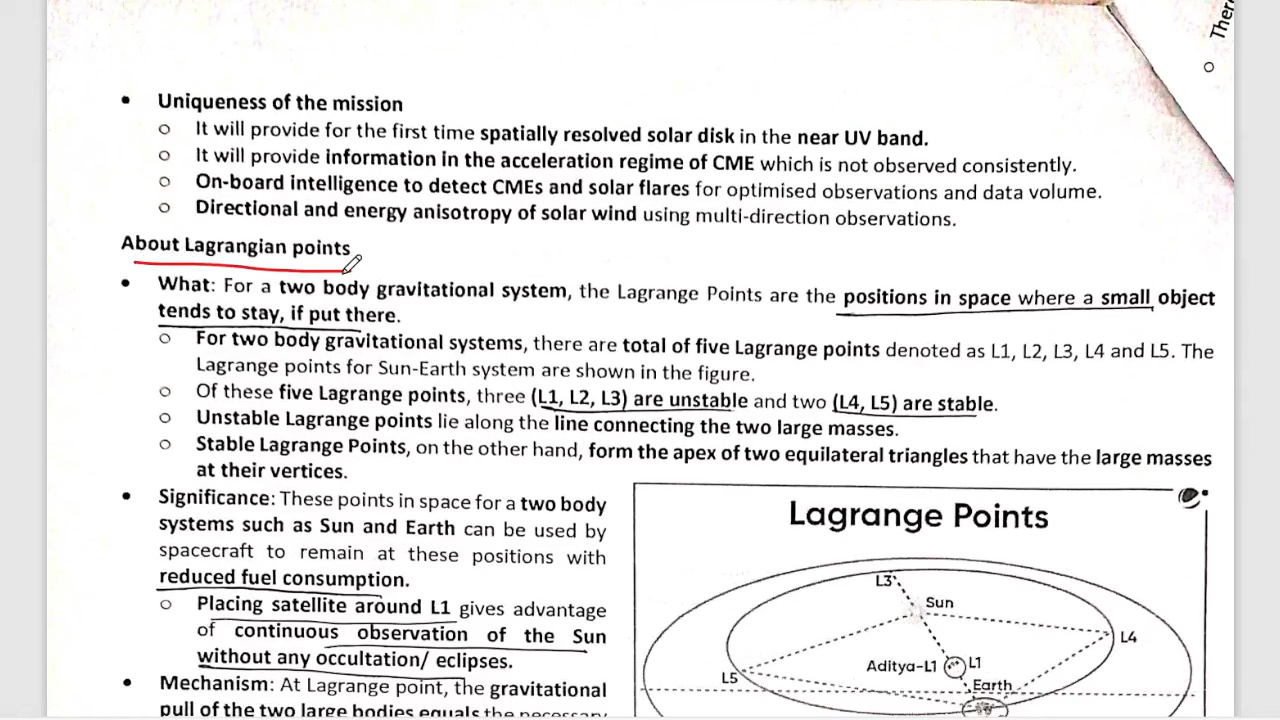 Ther
• Uniqueness of the mission
o It will provide for the first time spatially resolved solar disk in the near UV band.
o It will provide information in the acceleration regime of CME which is not observed consistently.
o On-board intelligence to detect CMEs and solar flares for optimised observations and data volume.
o Directional and energy anisotropy of solar wind using multi-direction observations.
About Lagrangian points
• What: For a two body gravitational system, the Lagrange Points are the positions in space where a small object
tends to stay, if put there.
o For two body gravitational systems, there are total of five Lagrange points denoted as L1, L2, L3, L4 and L5. The
Lagrange points for Sun-Earth system are shown in the figure.
o Of these five Lagrange points, three (L1, L2, L3) are unstable and two (L4, L5) are stable.
o Unstable Lagrange points lie along the line connecting the two large masses.
o Stable Lagrange Points, on the other hand, form the apex of two equilateral triangles that have the large masses
at their vertices.
• Significance: These points in space for a two body
systems such as Sun and Earth can be used by
spacecraft to remain at these positions with
reduced fuel consumption.
o Placing satellite around L1 gives advantage
of continuous observation of the Sun
without any occultation/ eclipses.
• Mechanism: At Lagrange point, the gravitational
pull of the two large bodies equals the necessary
Lagrange Points
L3
Sun
L4
Aditya-L1
L1
L5
Earth